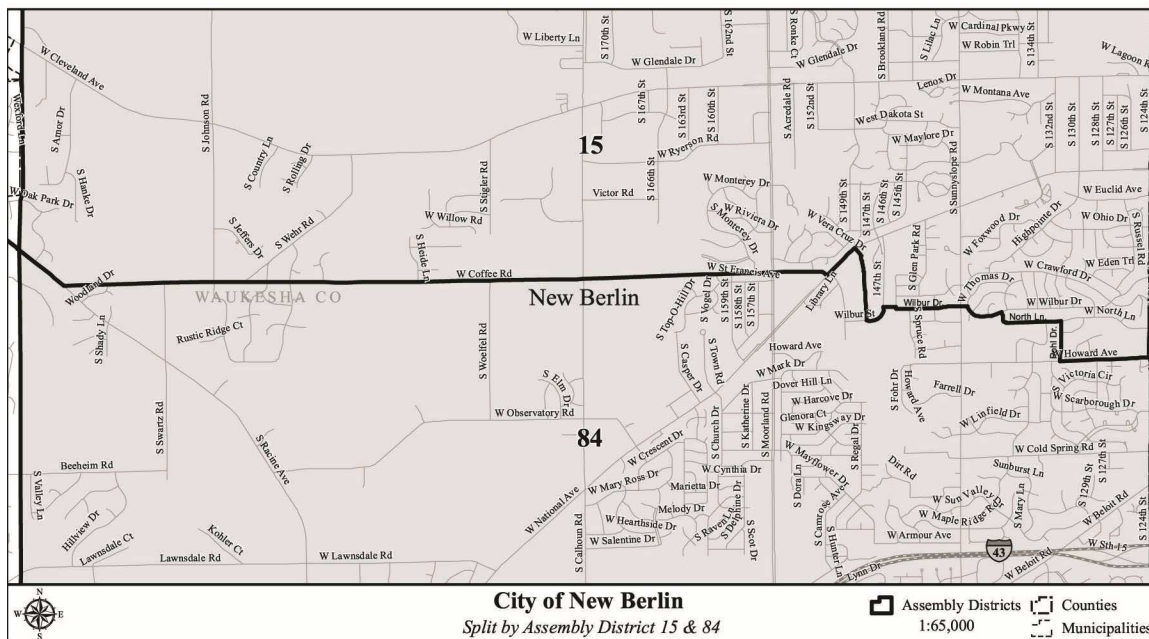 W Cleveland Ave
Wexford Ln
S Amor Dr
S Hanke Dr
W Oak Park Dr
S Johnson Rd
S Country Ln
S Rolling Dr
S Jeffers Dr
S Wehr Rd
W Willow Rd
S Stigler Rd
S Heide Ln
W Coffee Rd
W Liberty Ln
S 170th St
S 162nd St
W Glendale Dr
S Ronke Ct
W Glendale Dr
S Brookland Rd
S Lilac Ln
W Cardinal Pkwy
W Robin Trl
S 134th St
W Lagoon Rd
Lenox Dr
W Montana Ave
S 167th St
S 163rd St
S 160th St
S Acredale Rd
S 152nd St
West Dakota St
W Maylore Dr
S 132nd St
S 130th St
S 128th St
S 127th St
S 126th St
S 124th St
15
W Ryerson Rd
S 166th St
Victor Rd
W Monterey Dr
W Riviera Dr
S Monterey Dr
W Vera Cruz Dr
S 149th St
S 147th St
S 146th St
S 145th St
S Sunnyslope Rd
W Euclid Ave
W Ohio Dr
S Russel Rd
Highpointe Dr
W Foxwood Dr
W Eden Trl
W Crawford Dr
W Thomas Dr
S Glen Park Rd
147th St
W St Francis Ave
Library Ln
Wilbur St
Wilbur Dr.
W Wilbur Dr
W North Ln
North Ln.
S Spruce Rd
Woodland Dr
WAUKESHA CO
New Berlin
S Shady Ln
Rustic Ridge Ct
S Woelfel Rd
S Top-O-Hill Dr
S Vogel Dr
S 159th St
S 158th St
S 157th St
S Casper Dr
S Town Rd
Howard Ave
W Mark Dr
Dover Hill Ln
W Harcove Dr
Glenora Ct
W Kingsway Dr
S Fohr Dr
Howard Ave
Farrell Dr
W Linfield Dr
W Howard Ave
S Victoria Cir
W Scarborough Dr
W Cold Spring Rd
S Swartz Rd
S Elm Dr
W Observatory Rd
84
S Racine Ave
W Crescent Dr
S Church Dr
S Katherine Dr
S Moorland Rd
S Regal Dr
W Mayflower Dr
S Dora Ln
Dirt Rd
Sunburst Ln
S 129th St
S 127th St
Beeheim Rd
S Valley Ln
Hillview Dr
Lawnsdale Ct
Kohler Ct
Lawnsdale Rd
W Lawnsdale Rd
W National Ave
S Calhoun Rd
W Mary Ross Dr
W Cynthia Dr
Marietta Dr
Melody Dr
W Hearthside Dr
W Salentine Dr
S Raven Ln
S Delphine Dr
S Scot Dr
S Camrose Ave
S Hunter Ln
Lynn Dr
W Sun Valley Dr
W Maple Ridge Rd
S Mary Ln
W Armour Ave
W Beloit Rd
S 124th St
W Sth-15
43
W Beloit Rd
N
W E
S
City of New Berlin
Split by Assembly District 15 & 84
Assembly Districts
1:65,000
Counties
Municipalities